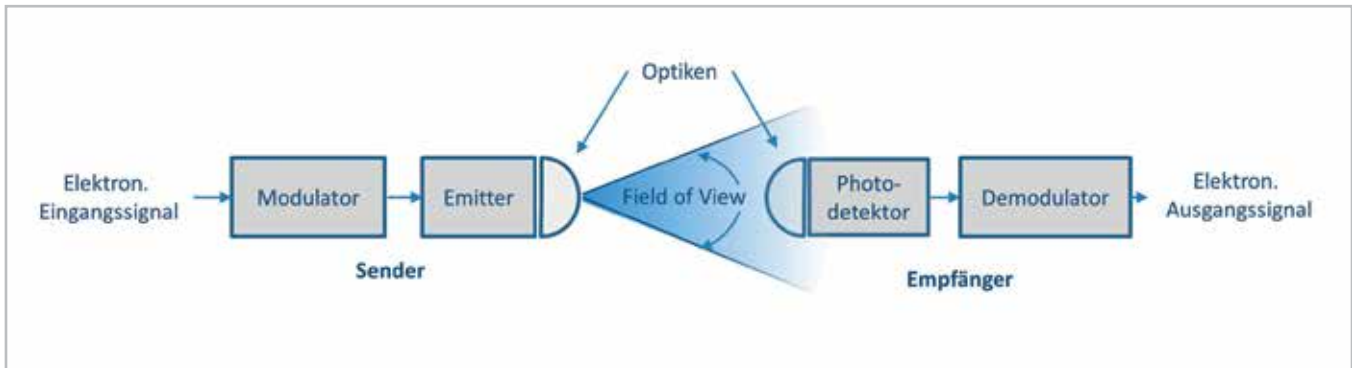 Optiken
Elektron.
Eingangssignal
Modulator
Emitter
Field of View
Photo-
detektor
Demodulator
Elektron.
Ausgangssignal
Sender
Empfänger